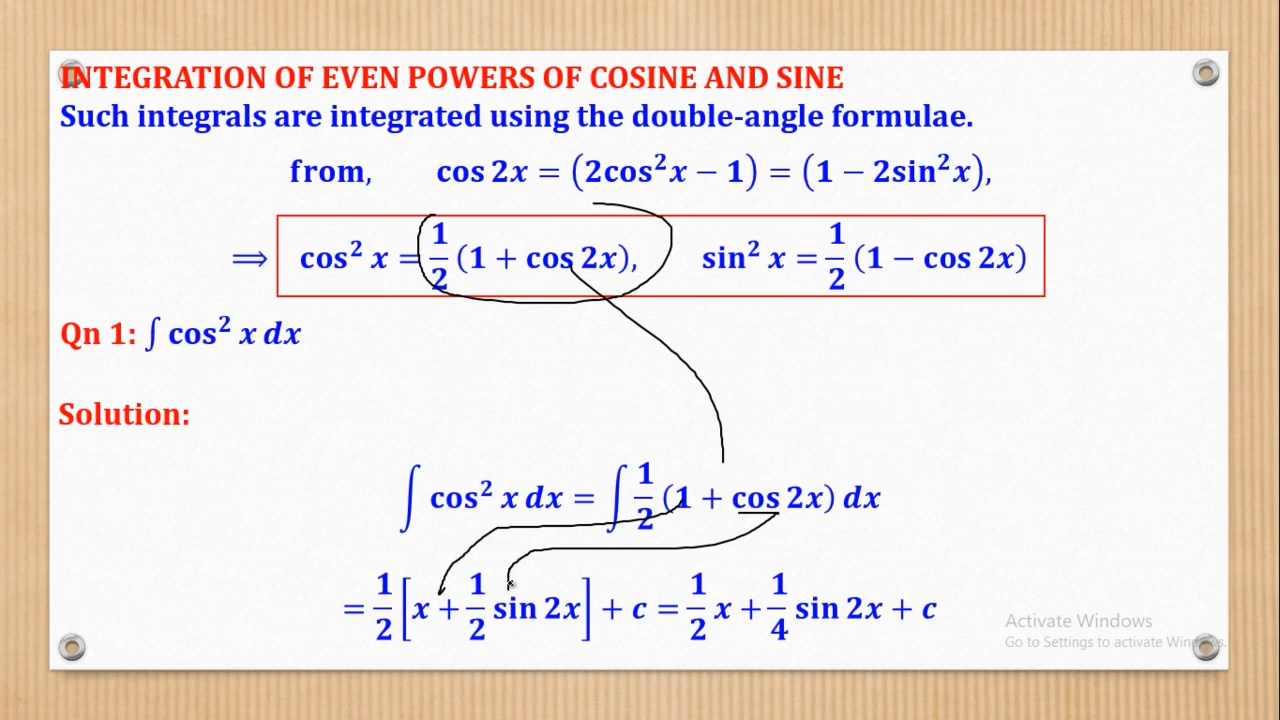 INTEGRATION OF EVEN POWERS OF COSINE AND SINE
Such integrals are integrated using the double-angle formulae.
from, cos 2x = (2cos²x − 1) = (1 − 2sin²x),
⟹ cos² x = 1/2 (1 + cos 2x), sin² x = 1/2 (1 − cos 2x)
Qn 1: ∫ cos² x dx
Solution:
∫ cos² x dx = ∫ 1/2 (1 + cos 2x) dx
= 1/2 [x + 1/2 sin 2x] + c = 1/2 x + 1/4 sin 2x + c
Activate Windows
Go to Settings to activate Windows.